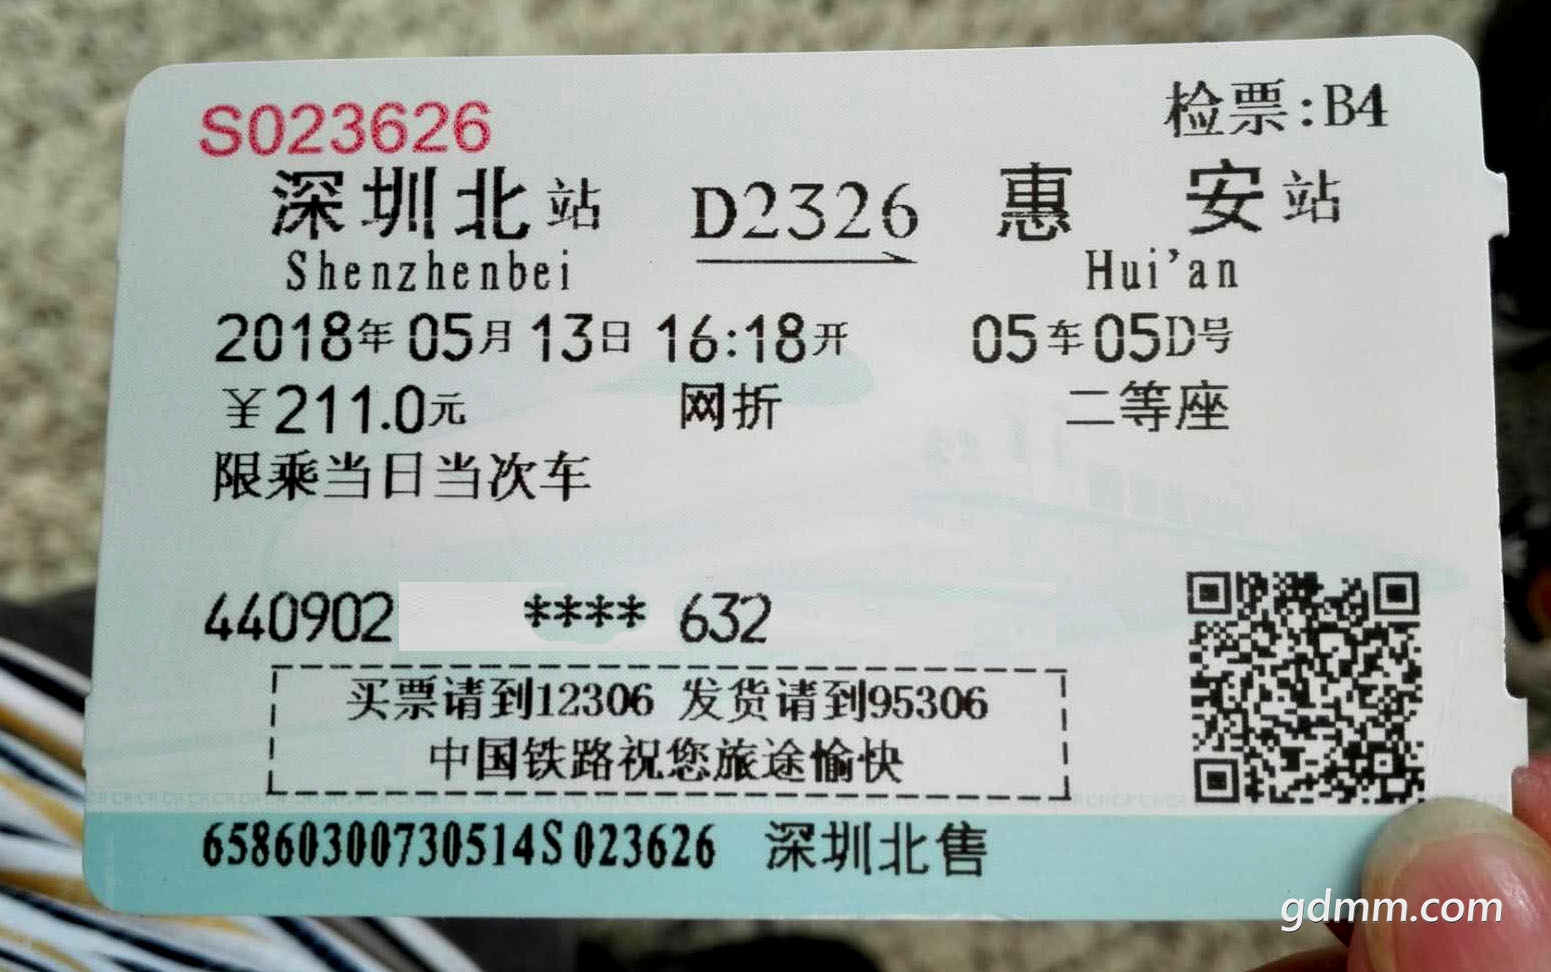 S023626
检票:B4
深圳北站 D2326 惠安站
Shenzhenbei Hui'an
2018年05月13日 16:18开 05车05D号
￥211.0元 网折 二等座
限乘当日当次车
440902 **** 632
买票请到12306 发货请到95306
中国铁路祝您旅途愉快
65860300730514S023626 深圳北售
gdmm.com